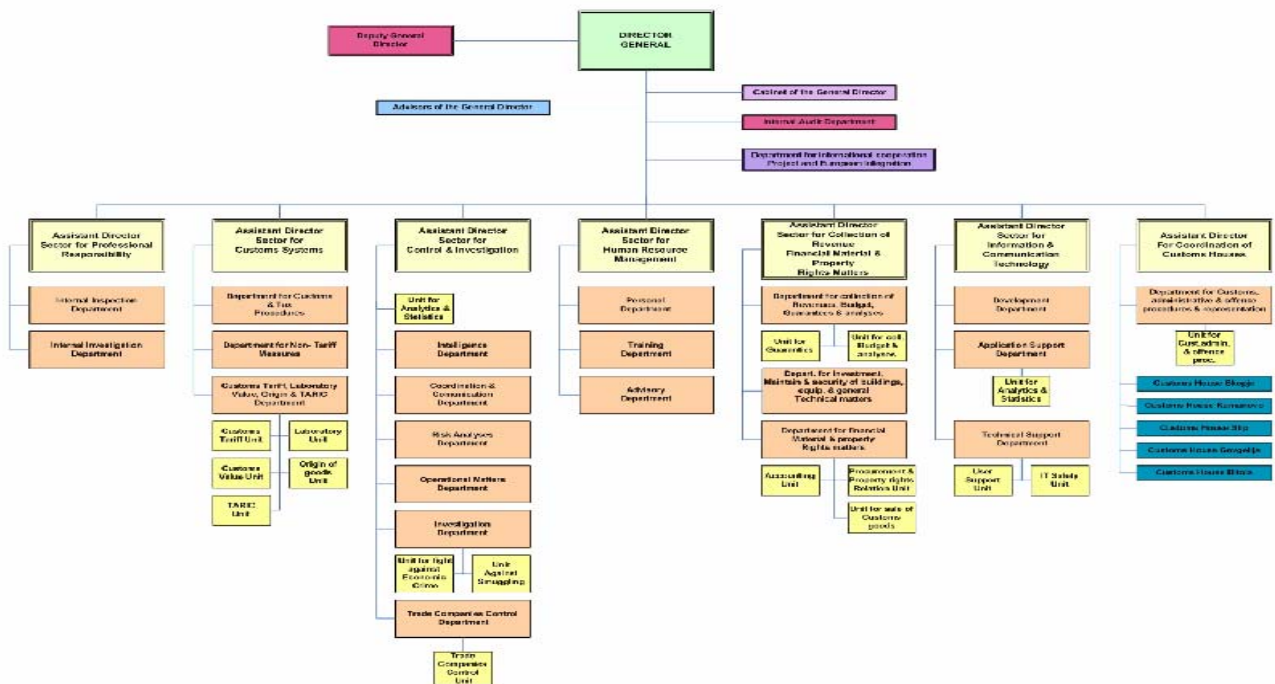 Deputy General
Director
DIRECTOR
GENERAL
Cabinet of the General Director
Advisors of the General Director
Internal Audit Department
Department for International cooperation
Project and European Integration
Assistant Director
Sector for Professional
Responsibility
Internal Inspection
Department
Internal Investigation
Department
Assistant Director
Sector for
Customs Systems
Department for Customs
& Tax
Procedures
Department for Non- Tariff
Measures
Customs Tariff, Laboratory
Value, Origin & TARIC
Department
Customs
Tariff Unit
Laboratory
Unit
Customs
Value Unit
Origin of
goods
Unit
TARIC
Unit
Assistant Director
Sector for
Control & Investigation
Unit for
Analytics &
Statistics
Intelligence
Department
Coordination &
Comunication
Department
Risk Analyses
Department
Operational Matters
Department
Investigation
Department
Unit for fight
against
Economic
Crime
Unit
Against
Smuggling
Trade Companies Control
Department
Trade
Companies
Control
Unit
Assistant Director
Sector for
Human Resource
Management
Personal
Department
Training
Department
Advisory
Department
Assistant Director
Sector for Collection of
Revenue
Financial Material &
Property
Rights Matters
Department for collection of
Revenues, Budget,
Guarantees & analyses
Unit for
Guaranties
Unit for coll.
Budget &
analyses.
Depart. for Investment,
Maintain & security of buildings,
equip. & general
Technical matters
Department for financial
Material & property
Rights matters
Accounting
Unit
Procurement &
Property rights
Relation Unit
Unit for sale of
Customs
goods
Assistant Director
Sector for
Information &
Communication
Technology
Development
Department
Application Support
Department
Unit for
Analytics &
Statistics
Technical Support
Department
User
Support
Unit
IT Safety
Unit
Assistant Director
For Coordination of
Customs Houses
Department for Customs,
administrative & offense
procedures & representation
Unit for
Cust.admin.
& offence
proc.
Customs House Skopje
Customs House Kumanovo
Customs House Stip
Customs House Gevgelija
Customs House Bitola